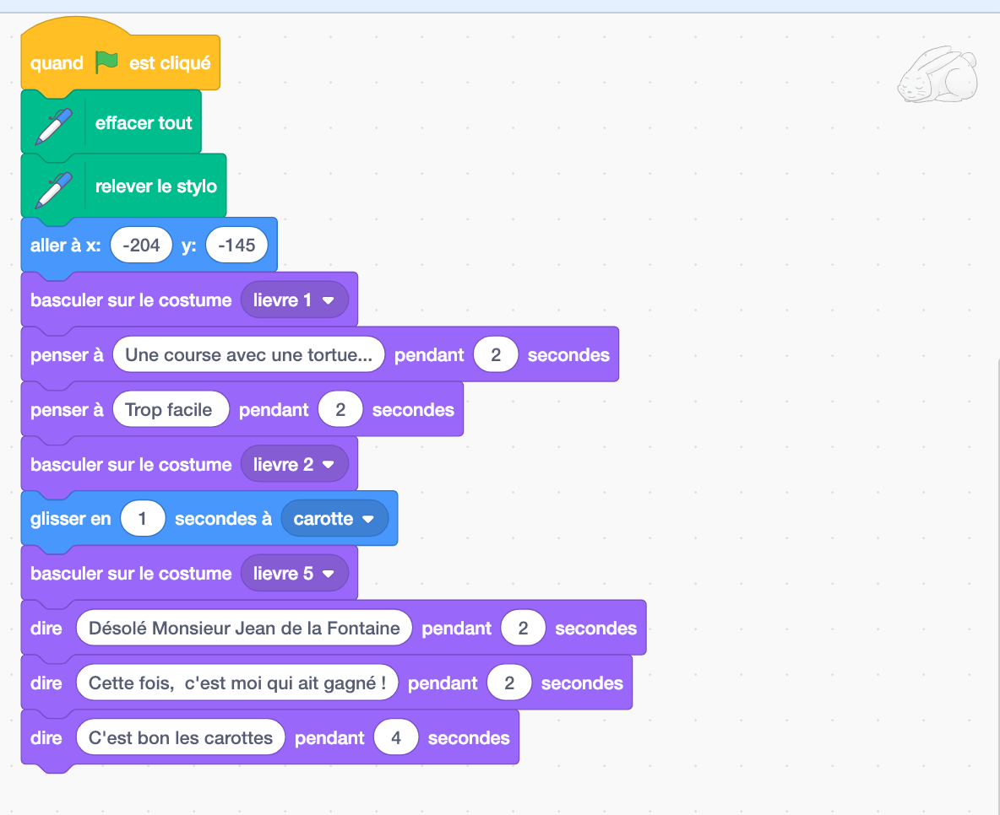 quand est cliqué
effacer tout
relever le stylo
aller à x: -204 y: -145
basculer sur le costume lievre 1
penser à Une course avec une tortue... pendant 2 secondes
penser à Trop facile pendant 2 secondes
basculer sur le costume lievre 2
glisser en 1 secondes à carotte
basculer sur le costume lievre 5
dire Désolé Monsieur Jean de la Fontaine pendant 2 secondes
dire Cette fois,  c'est moi qui ait gagné ! pendant 2 secondes
dire C'est bon les carottes pendant 4 secondes